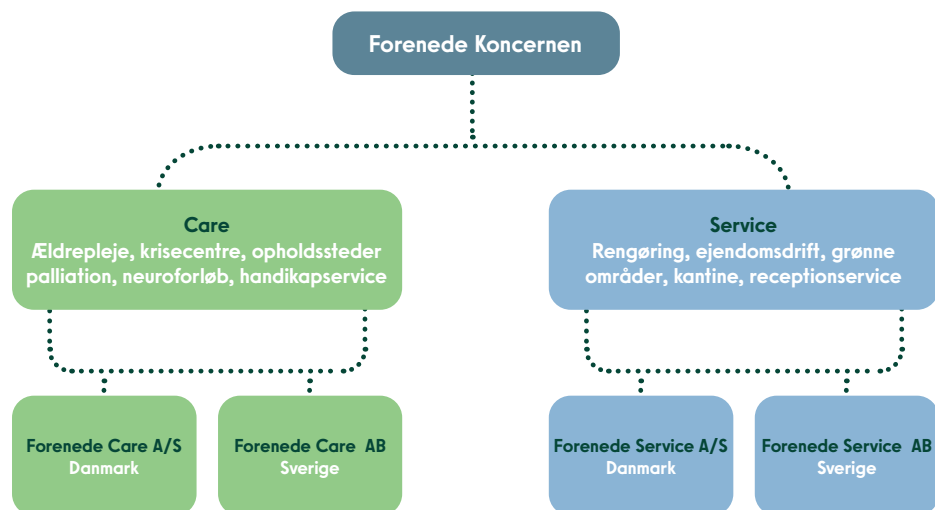 Forenede Koncernen
Care
Ældrepleje, krisecentre, opholdssteder
palliation, neuroforløb, handikapservice
Service
Rengøring, ejendomsdrift, grønne
områder, kantine, receptionservice
Forenede Care A/S
Danmark
Forenede Care AB
Sverige
Forenede Service A/S
Danmark
Forenede Service AB
Sverige